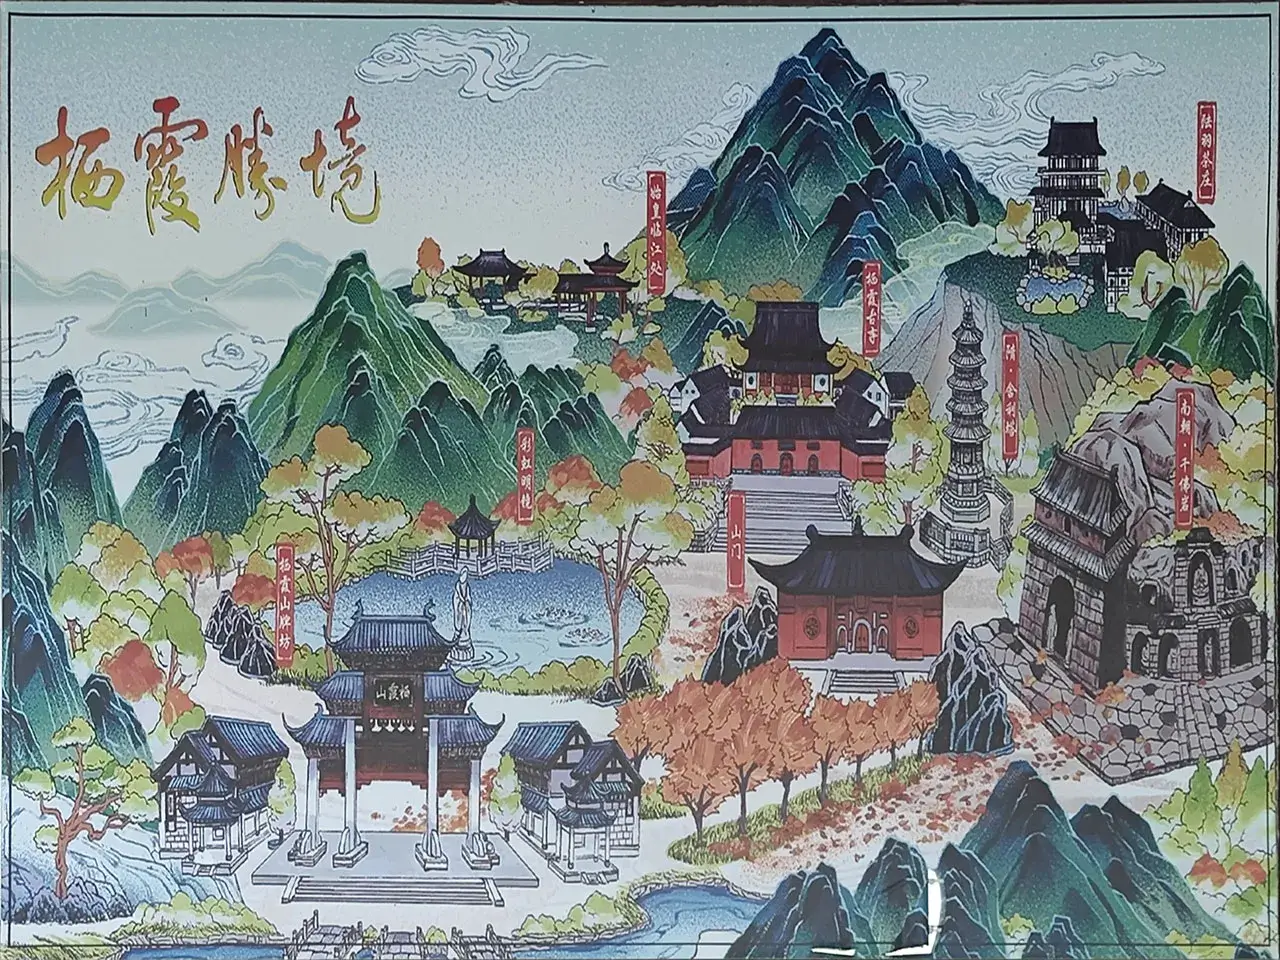 栖霞勝境
陆羽茶庄
始皇临江处
栖霞古寺
隋·舍利塔
南朝·千佛岩
彩虹明镜
山门
栖霞山牌坊
山霞栖